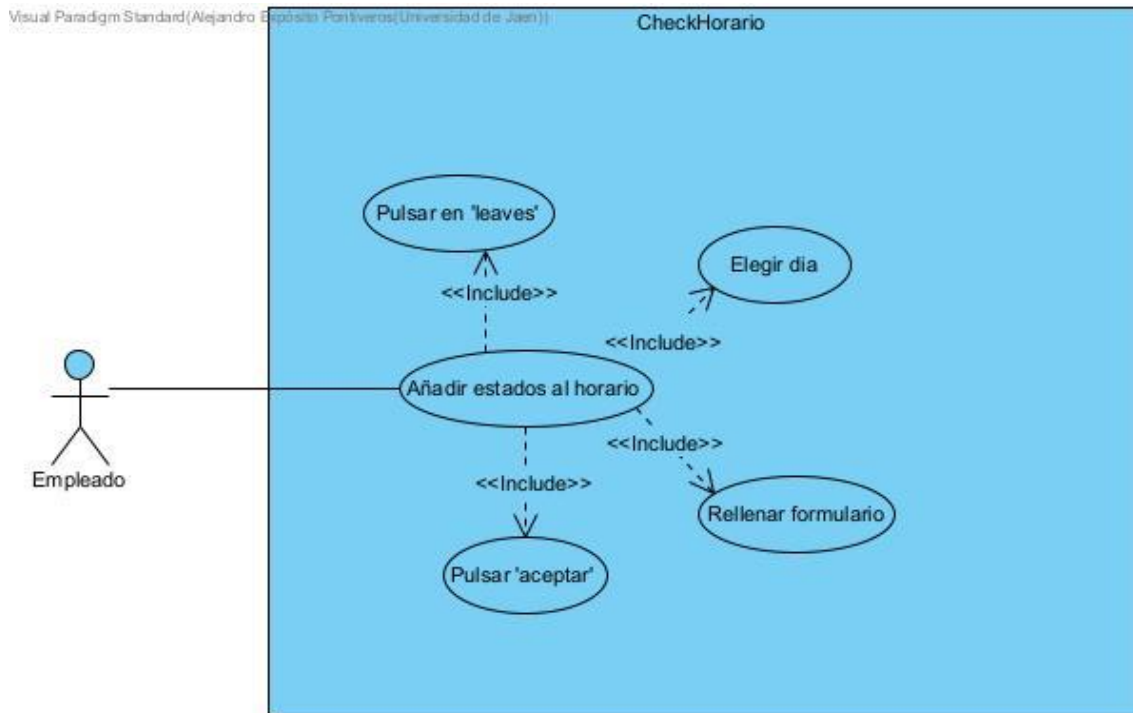 Visual Paradigm Standard(Alejandro Expósito Pontiveros(Universidad de Jaen))
CheckHorario
Pulsar en 'leaves'
Elegir dia
<<Include>>
<<Include>>
Añadir estados al horario
<<Include>>
Empleado
<<Include>>
Rellenar formulario
Pulsar 'aceptar'